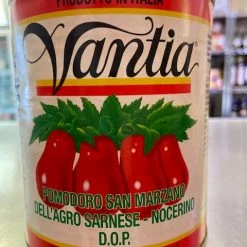 PRODOTTO IN ITALIA
Vantia
POMODORO SAN MARZANO
DELL'AGRO SARNESE - NOCERINO
D.O.P.